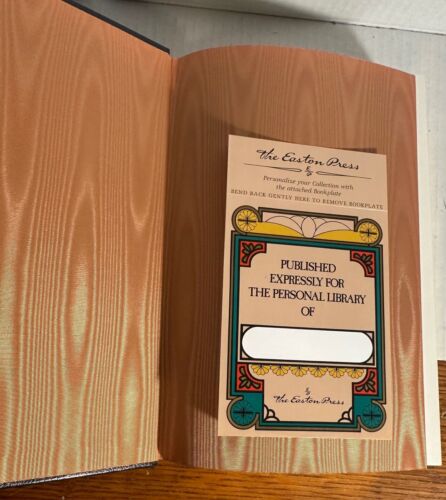 The Easton Press
Personalize your Collection with
the attached Bookplate
BEND BACK GENTLY HERE TO REMOVE BOOKPLATE
PUBLISHED
EXPRESSLY FOR
THE PERSONAL LIBRARY
OF
The Easton Press